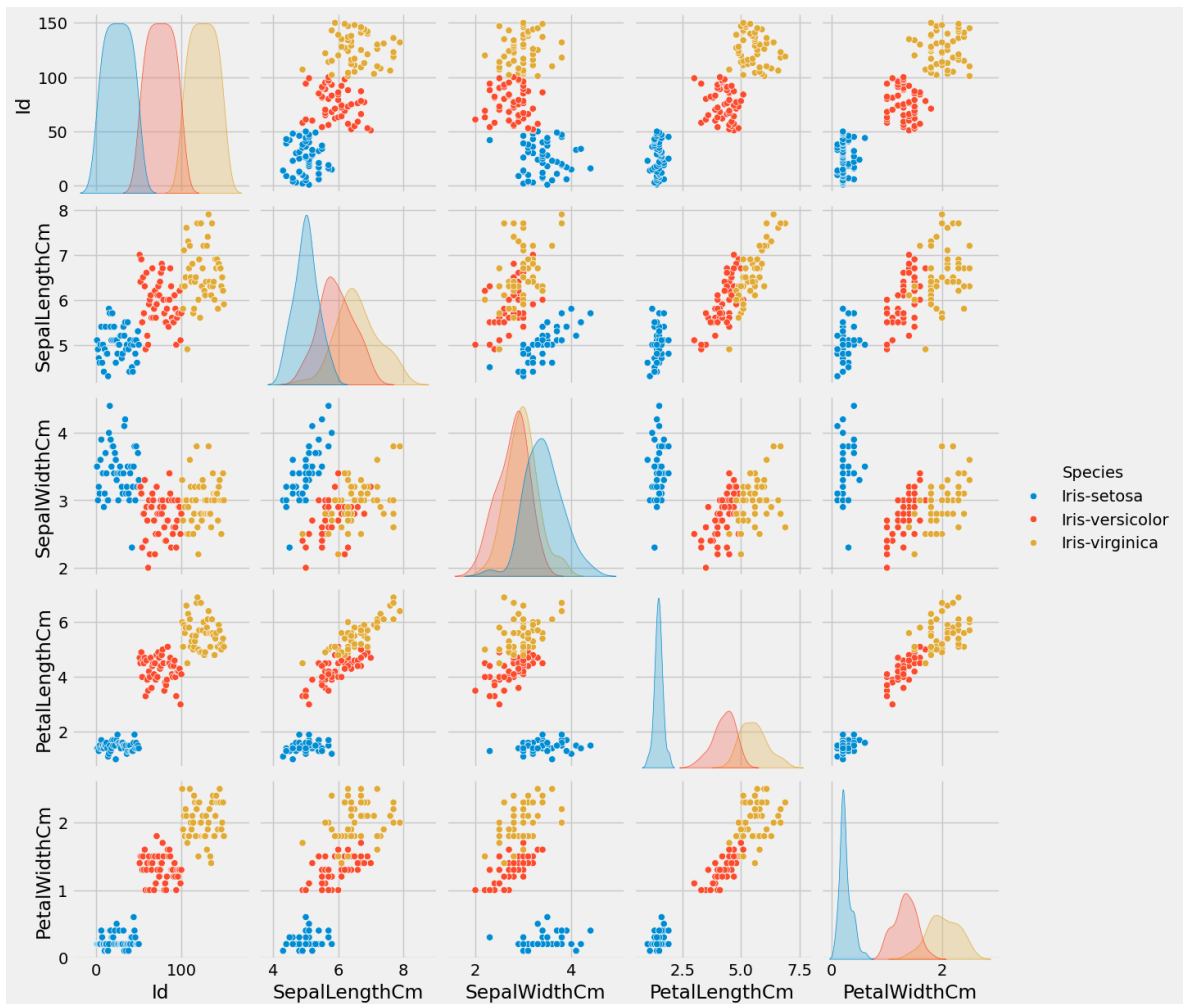 150
100
50
0
Id
8
7
6
5
SepalLengthCm
4
3
2
SepalWidthCm
6
4
2
PetalLengthCm
2
1
0
PetalWidthCm
0 100
Id
4 6 8
SepalLengthCm
2 4
SepalWidthCm
2.5 5.0 7.5
PetalLengthCm
0 2
PetalWidthCm
Species
Iris-setosa
Iris-versicolor
Iris-virginica